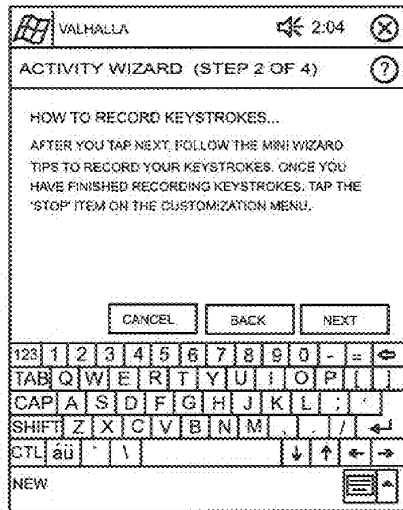 VALHALLA 2:04
ACTIVITY WIZARD (STEP 2 OF 4) ?
HOW TO RECORD KEYSTROKES...
AFTER YOU TAP NEXT, FOLLOW THE MINI WIZARD
TIPS TO RECORD YOUR KEYSTROKES. ONCE YOU
HAVE FINISHED RECORDING KEYSTROKES, TAP THE
'STOP' ITEM ON THE CUSTOMIZATION MENU.
CANCEL BACK NEXT
123 1 2 3 4 5 6 7 8 9 0 - =
TAB Q W E R T Y U I O P [ ]
CAP A S D F G H J K L ; '
SHIFT Z X C V B N M , . /
CTL áü ` \
NEW